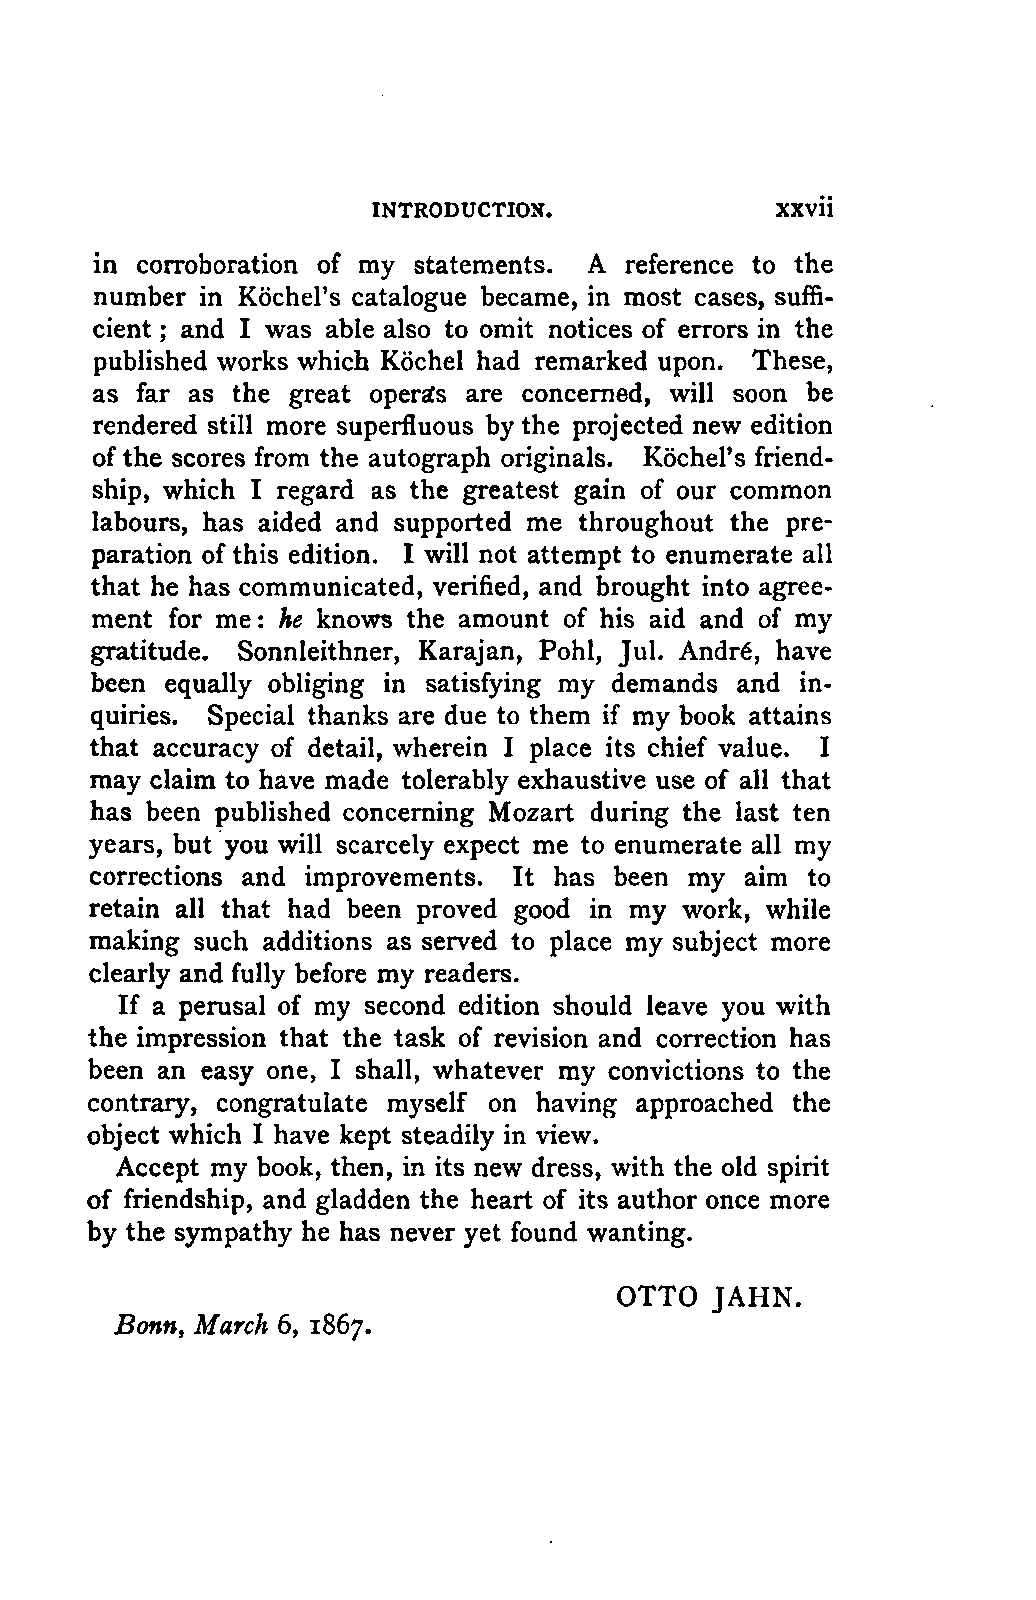 INTRODUCTION. xxvii
in corroboration of my statements. A reference to the
number in Köchel's catalogue became, in most cases, suffi-
cient ; and I was able also to omit notices of errors in the
published works which Köchel had remarked upon. These,
as far as the great operas are concerned, will soon be
rendered still more superfluous by the projected new edition
of the scores from the autograph originals. Köchel's friend-
ship, which I regard as the greatest gain of our common
labours, has aided and supported me throughout the pre-
paration of this edition. I will not attempt to enumerate all
that he has communicated, verified, and brought into agree-
ment for me: he knows the amount of his aid and of my
gratitude. Sonnleithner, Karajan, Pohl, Jul. André, have
been equally obliging in satisfying my demands and in-
quiries. Special thanks are due to them if my book attains
that accuracy of detail, wherein I place its chief value. I
may claim to have made tolerably exhaustive use of all that
has been published concerning Mozart during the last ten
years, but you will scarcely expect me to enumerate all my
corrections and improvements. It has been my aim to
retain all that had been proved good in my work, while
making such additions as served to place my subject more
clearly and fully before my readers.
If a perusal of my second edition should leave you with
the impression that the task of revision and correction has
been an easy one, I shall, whatever my convictions to the
contrary, congratulate myself on having approached the
object which I have kept steadily in view.
Accept my book, then, in its new dress, with the old spirit
of friendship, and gladden the heart of its author once more
by the sympathy he has never yet found wanting.
OTTO JAHN.
Bonn, March 6, 1867.